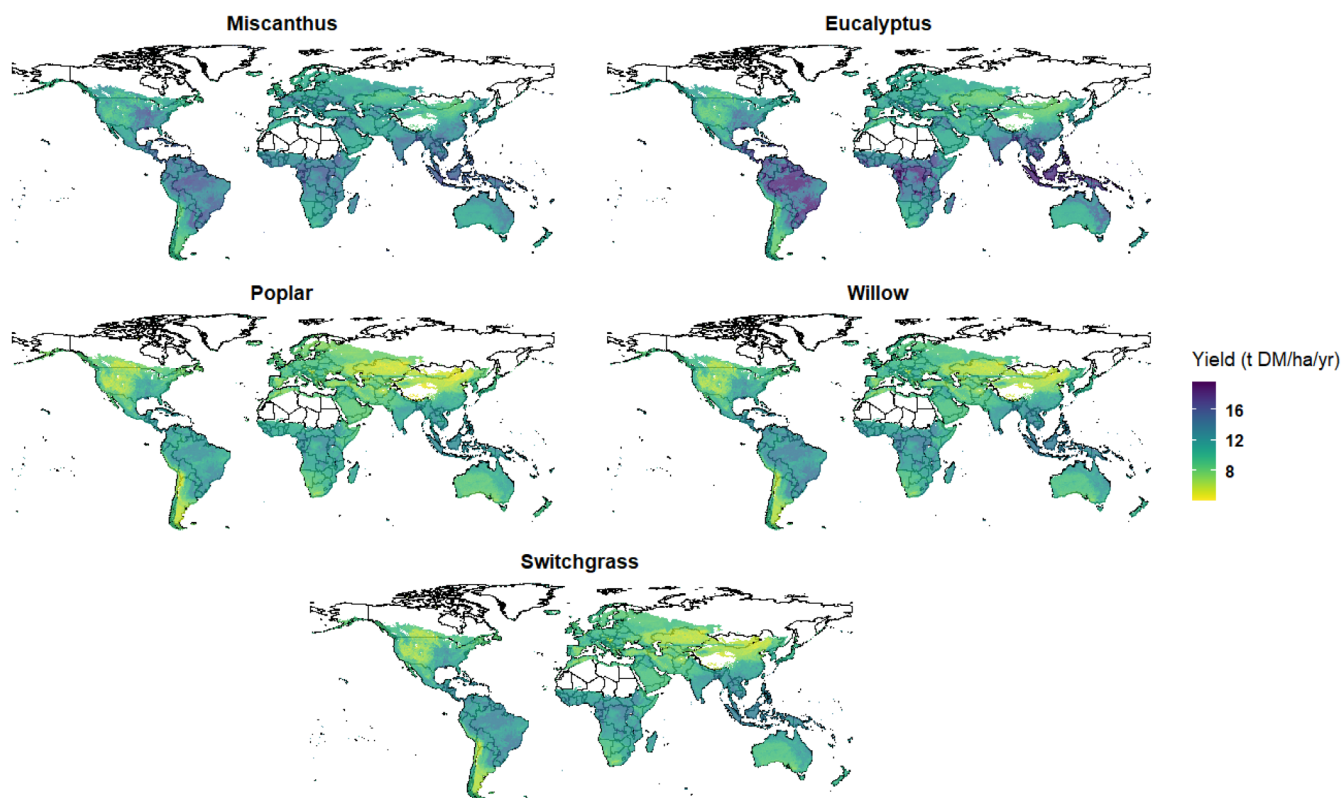 Miscanthus
Eucalyptus
Poplar
Willow
Yield (t DM/ha/yr)
16
12
8
Switchgrass